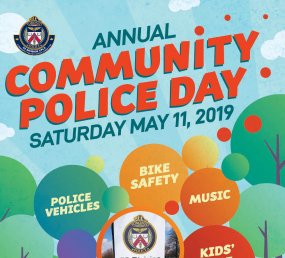 ANNUAL
COMMUNITY
POLICE DAY
SATURDAY MAY 11, 2019
BIKE
SAFETY
POLICE
VEHICLES
MUSIC
KIDS'